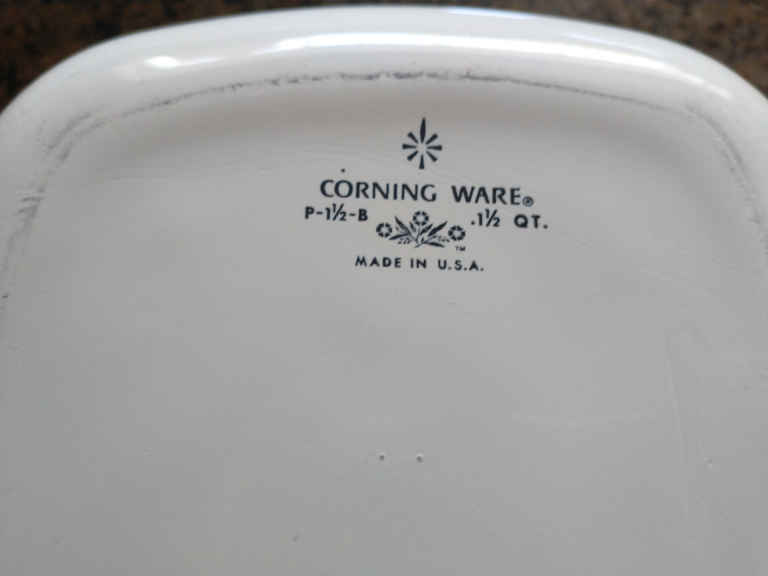 CORNING WARE®
P-1½-B .1½ QT.
™
MADE IN U.S.A.